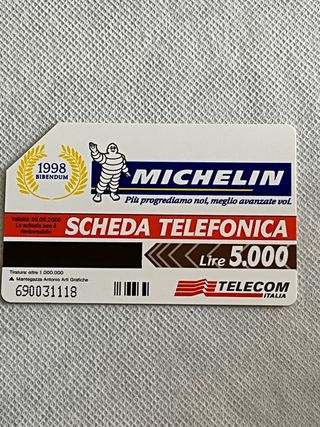 1998
BIBENDUM
MICHELIN
Più progrediamo noi, meglio avanzate voi.
Validità 30.06.2000
La scheda non è
rimborsabile
SCHEDA TELEFONICA
Lire 5.000
Tiratura: oltre 1.000.000
Mantegazza Antonio Arti Grafiche
690031118
TELECOM
ITALIA